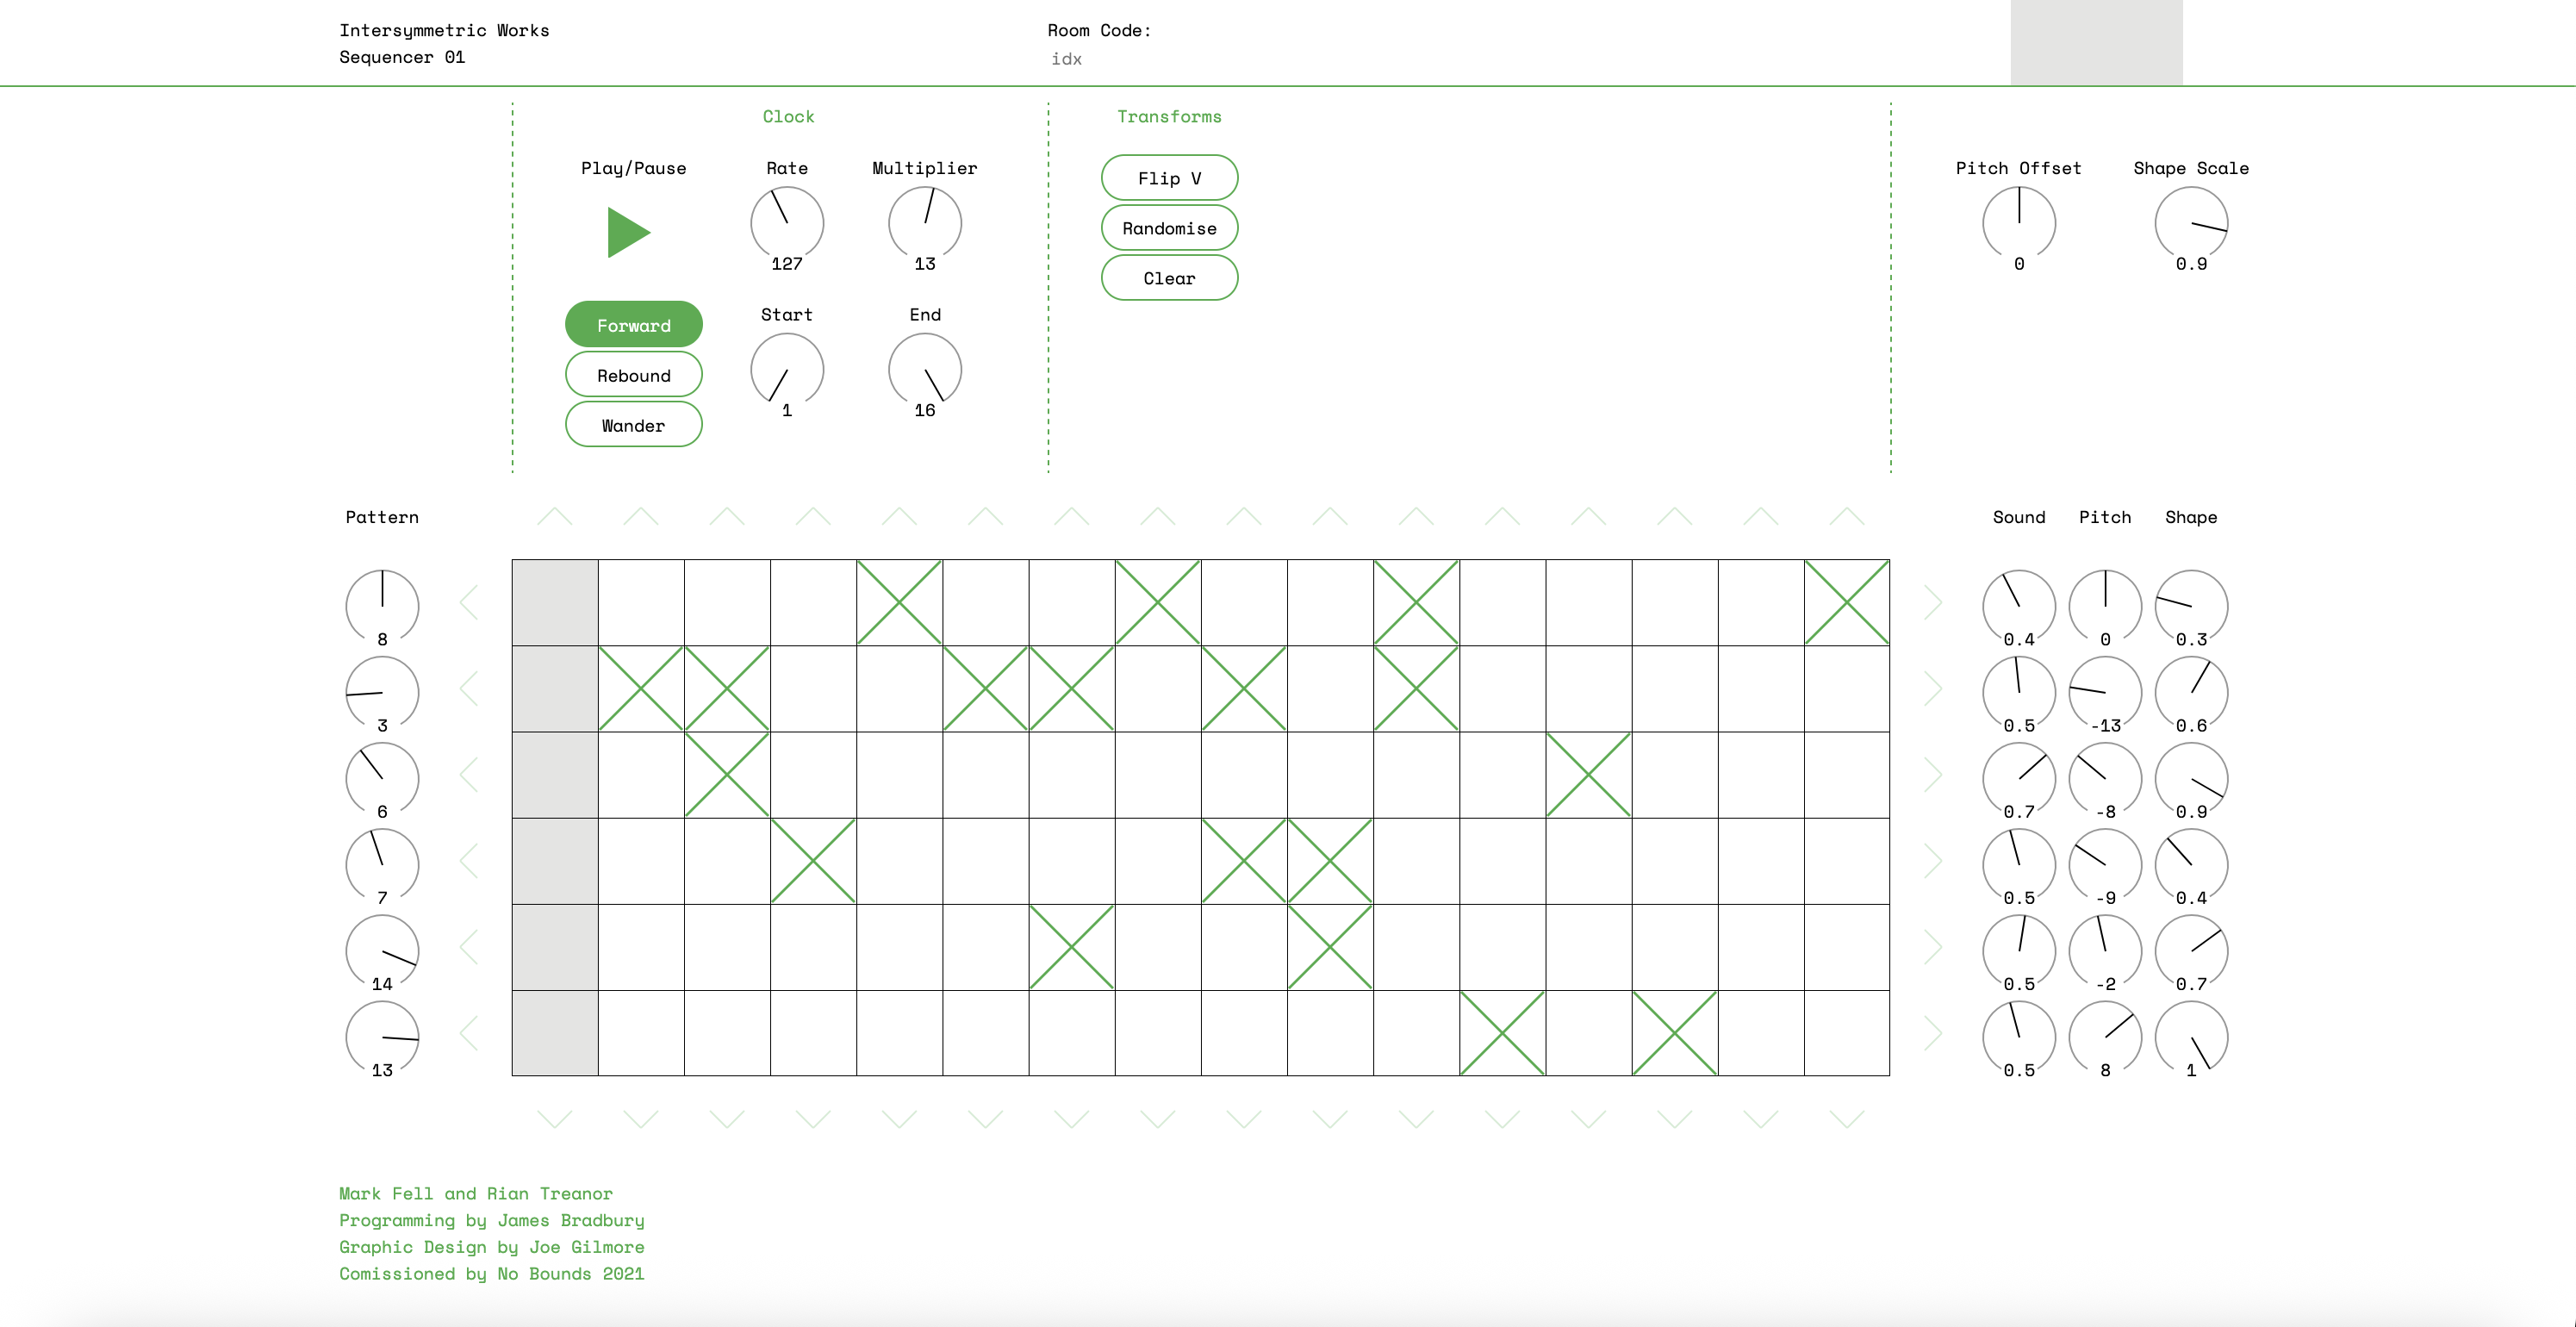 Intersymmetric Works
Sequencer 01
Room Code:
idx
Clock
Transforms
Play/Pause
Rate
Multiplier
Flip V
Pitch Offset
Shape Scale
Randomise
127
13
Clear
0
0.9
Forward
Start
End
Rebound
1
16
Wander
Pattern
Sound
Pitch
Shape
8
0.4
0
0.3
3
0.5
-13
0.6
6
0.7
-8
0.9
7
0.5
-9
0.4
14
0.5
-2
0.7
13
0.5
8
1
Mark Fell and Rian Treanor
Programming by James Bradbury
Graphic Design by Joe Gilmore
Comissioned by No Bounds 2021